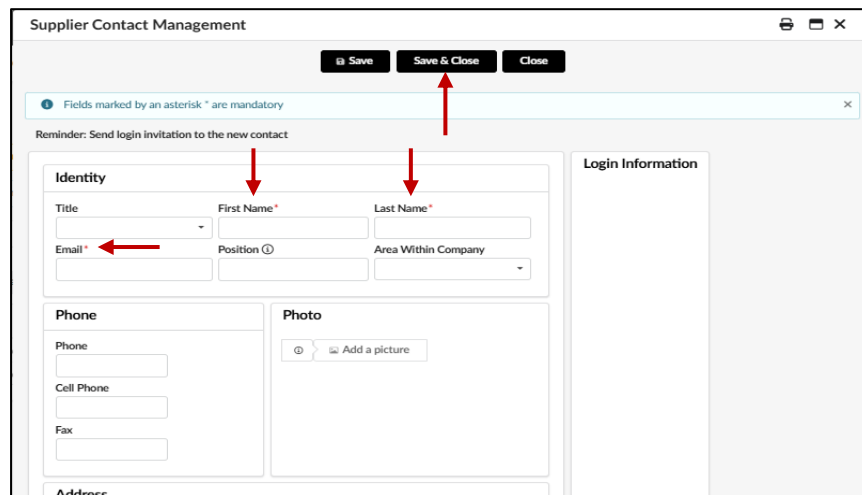 Supplier Contact Management
Save Save & Close Close
Fields marked by an asterisk * are mandatory
Reminder: Send login invitation to the new contact
Identity
Title First Name* Last Name*
Email* Position Area Within Company
Phone
Phone
Cell Phone
Fax
Photo
Add a picture
Login Information
Address